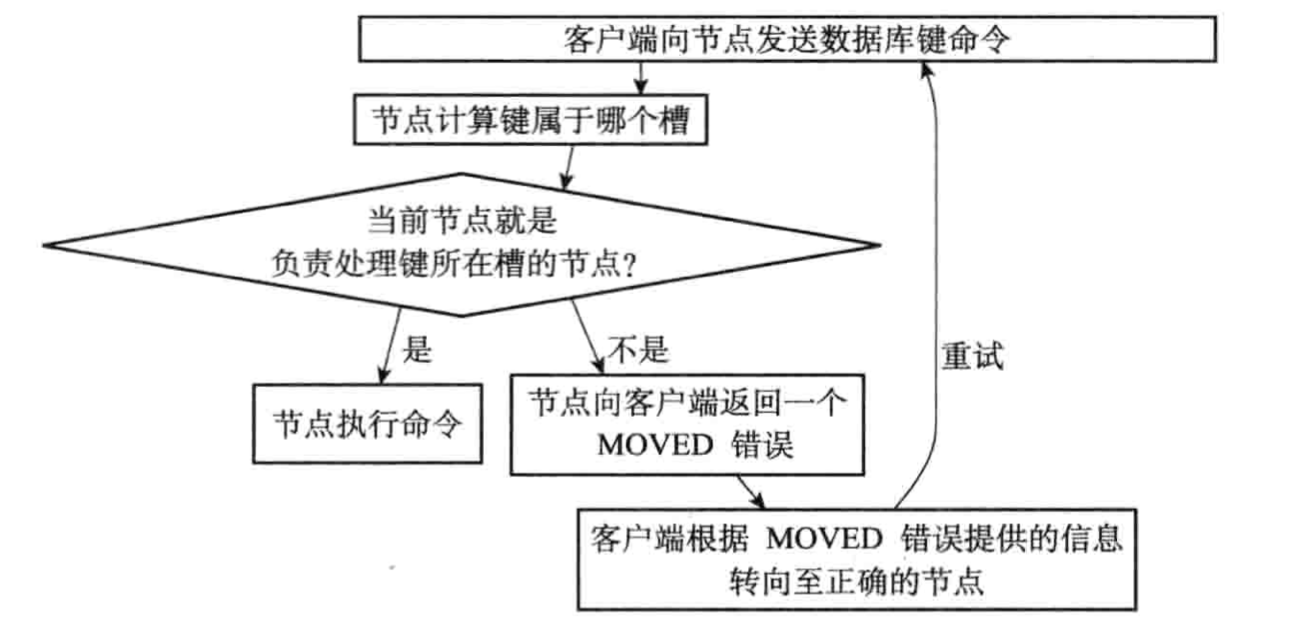 客户端向节点发送数据库键命令
节点计算键属于哪个槽
当前节点就是
负责处理键所在槽的节点?
是
不是
重试
节点执行命令
节点向客户端返回一个
MOVED 错误
客户端根据 MOVED 错误提供的信息
转向至正确的节点